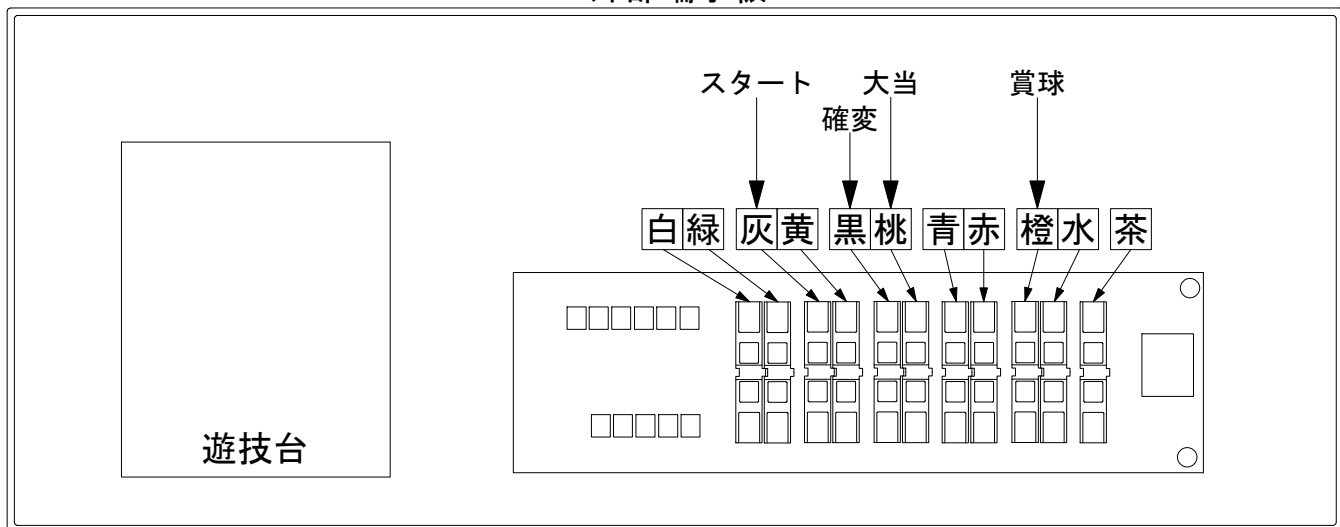 スタート
大当
賞球
確変
白 緑 灰 黄 黒 桃 青 赤 橙 水 茶
遊技台